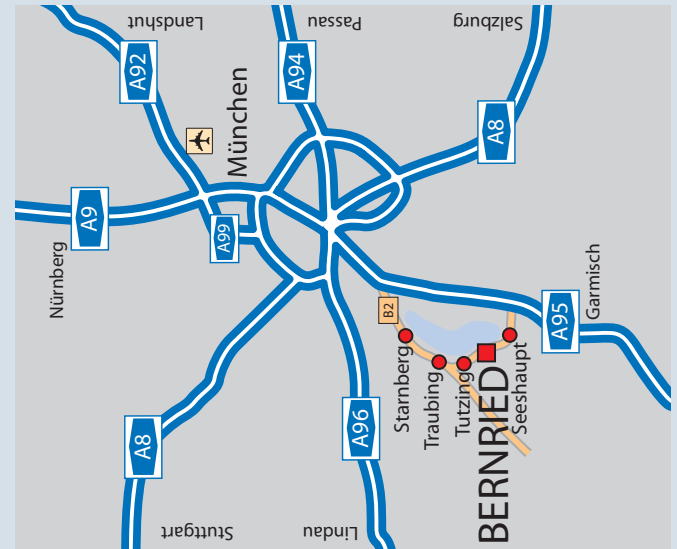 Landshut
Passau
Salzburg
A92
A94
A8
München
A9
A99
Nürnberg
B2
Garmisch
A95
Starnberg
Traubing
Tutzing
BERNRIED
Seeshaupt
A8
A96
Stuttgart
Lindau